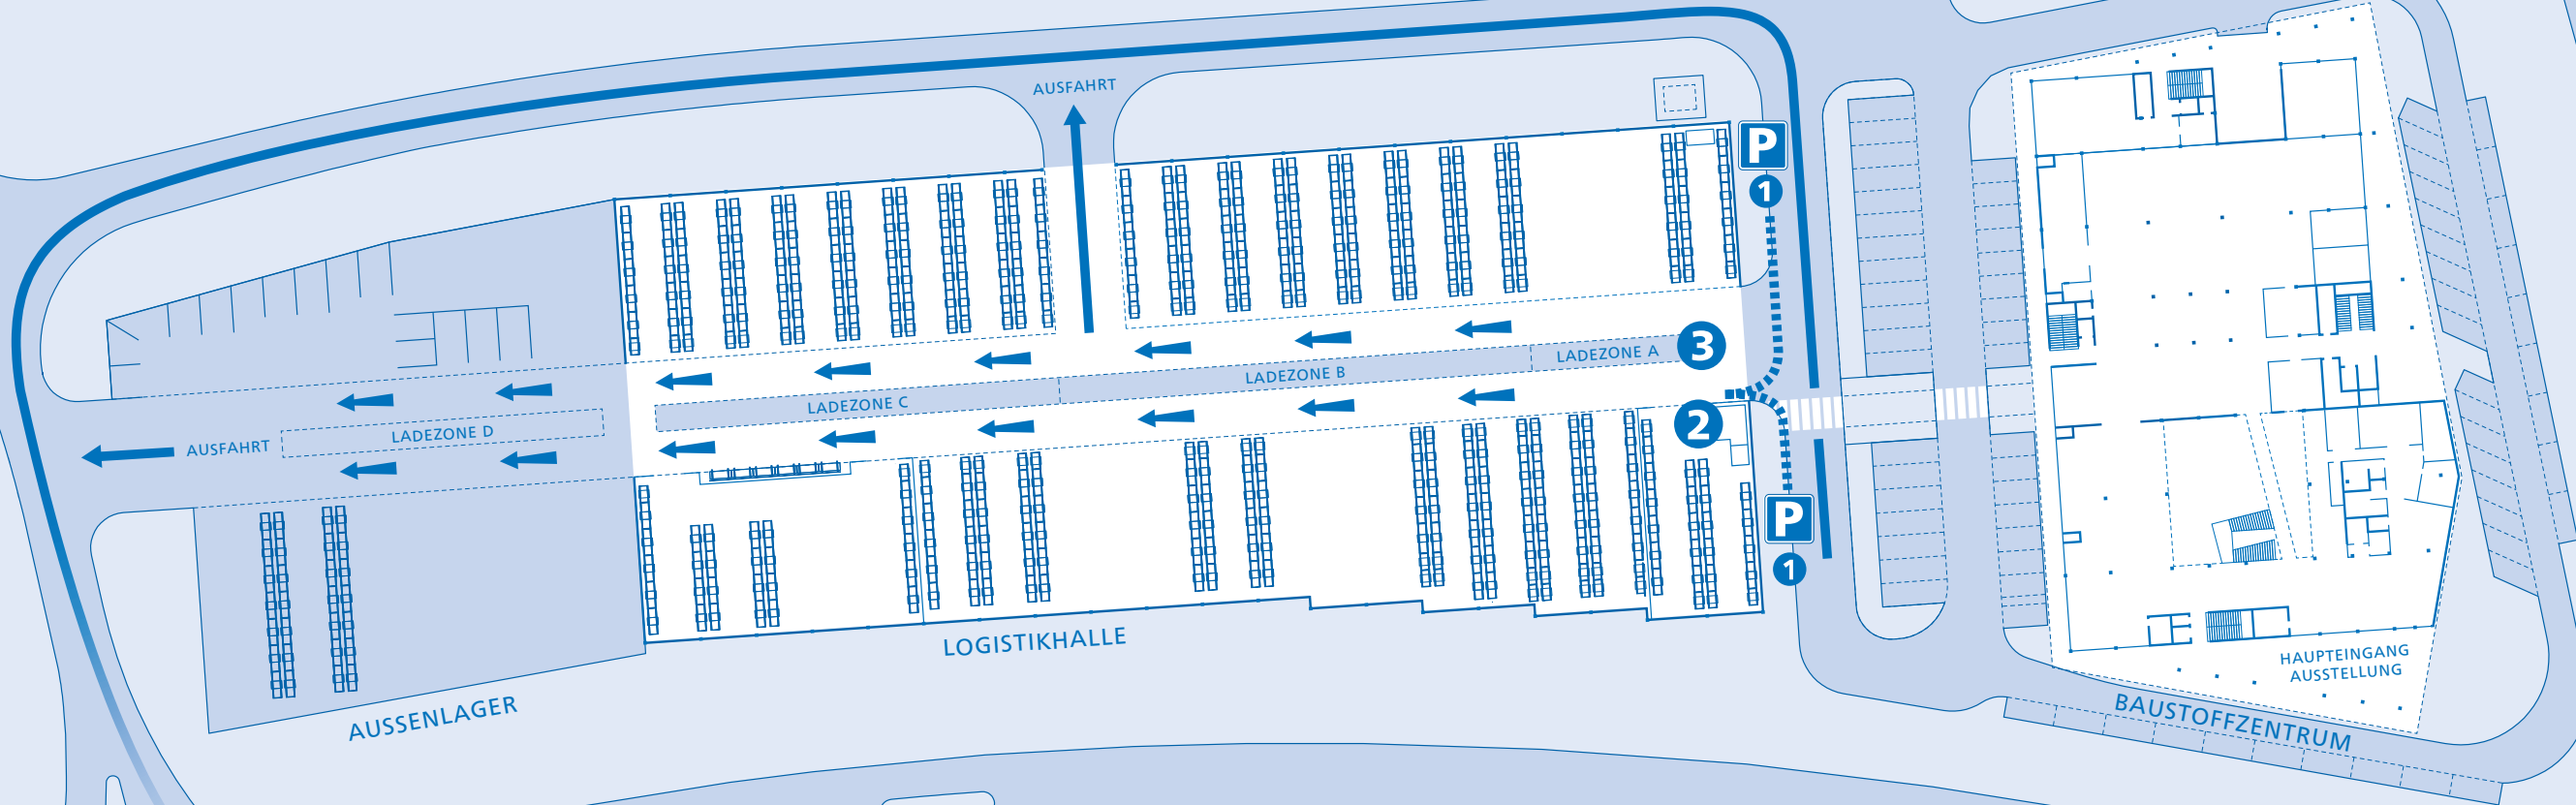 AUSFAHRT
P
1
3
LADEZONE A
LADEZONE B
LADEZONE C
2
LADEZONE D
AUSFAHRT
P
1
LOGISTIKHALLE
AUSSENLAGER
HAUPTEINGANG
AUSSTELLUNG
BAUSTOFFZENTRUM